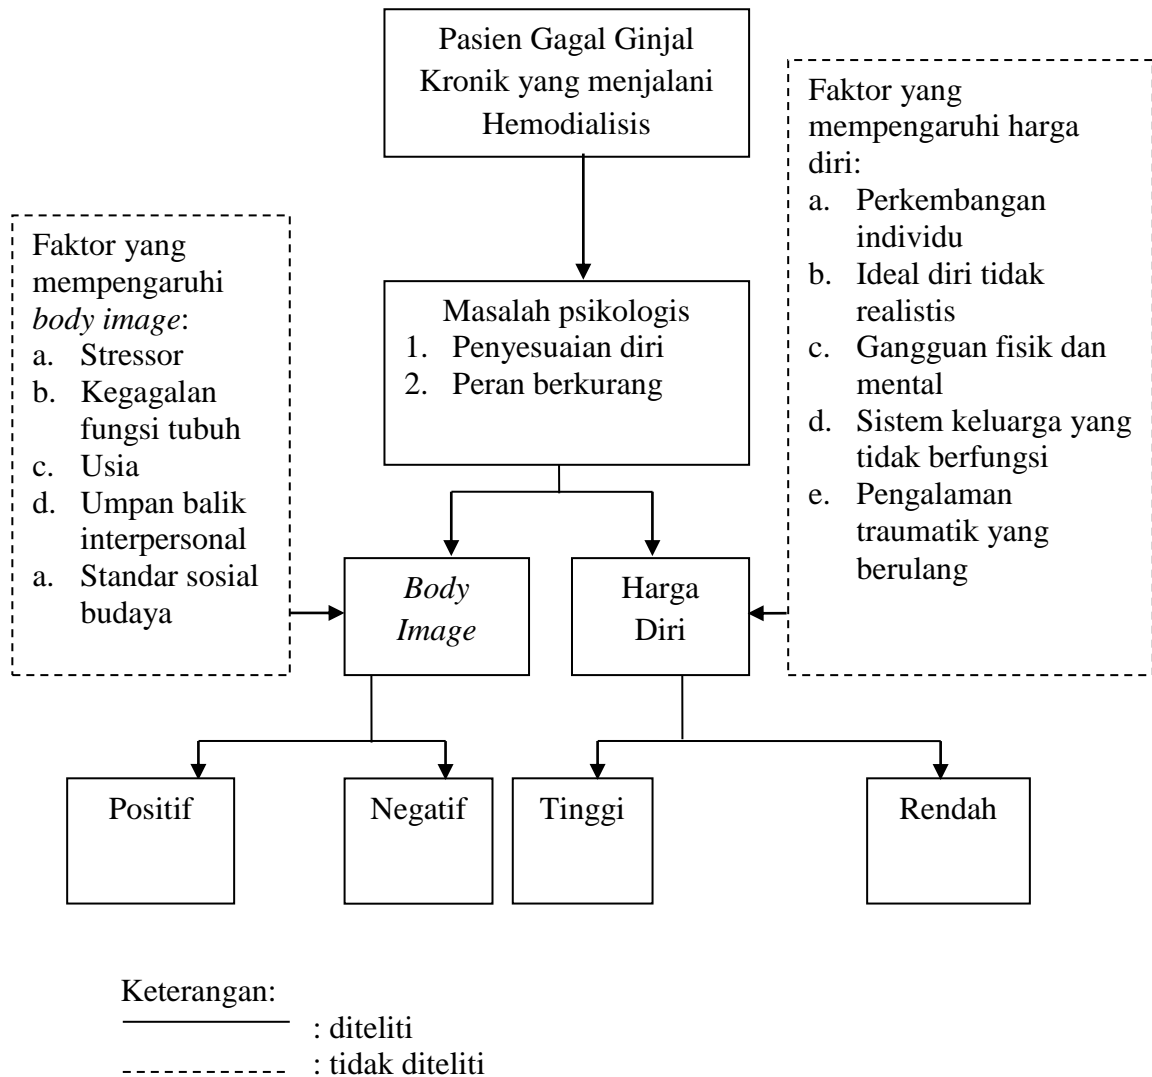 Pasien Gagal Ginjal
Kronik yang menjalani
Hemodialisis
Faktor yang
mempengaruhi harga
diri:
a. Perkembangan
individu
b. Ideal diri tidak
realistis
c. Gangguan fisik dan
mental
d. Sistem keluarga yang
tidak berfungsi
e. Pengalaman
traumatik yang
berulang
Faktor yang
mempengaruhi
body image:
a. Stressor
b. Kegagalan
fungsi tubuh
c. Usia
d. Umpan balik
interpersonal
a. Standar sosial
budaya
Masalah psikologis
1. Penyesuaian diri
2. Peran berkurang
Body
Image
Harga
Diri
Positif
Negatif
Tinggi
Rendah
Keterangan:
: diteliti
: tidak diteliti